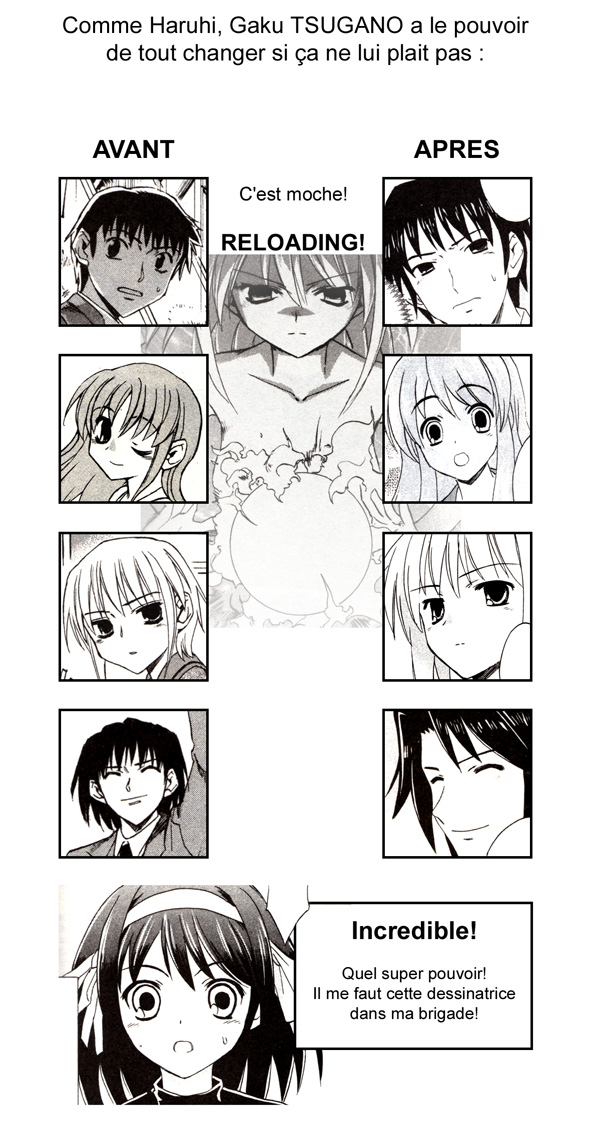 Comme Haruhi, Gaku TSUGANO a le pouvoir
de tout changer si ça ne lui plait pas :
AVANT
APRES
C'est moche!
RELOADING!
Incredible!
Quel super pouvoir!
Il me faut cette dessinatrice
dans ma brigade!